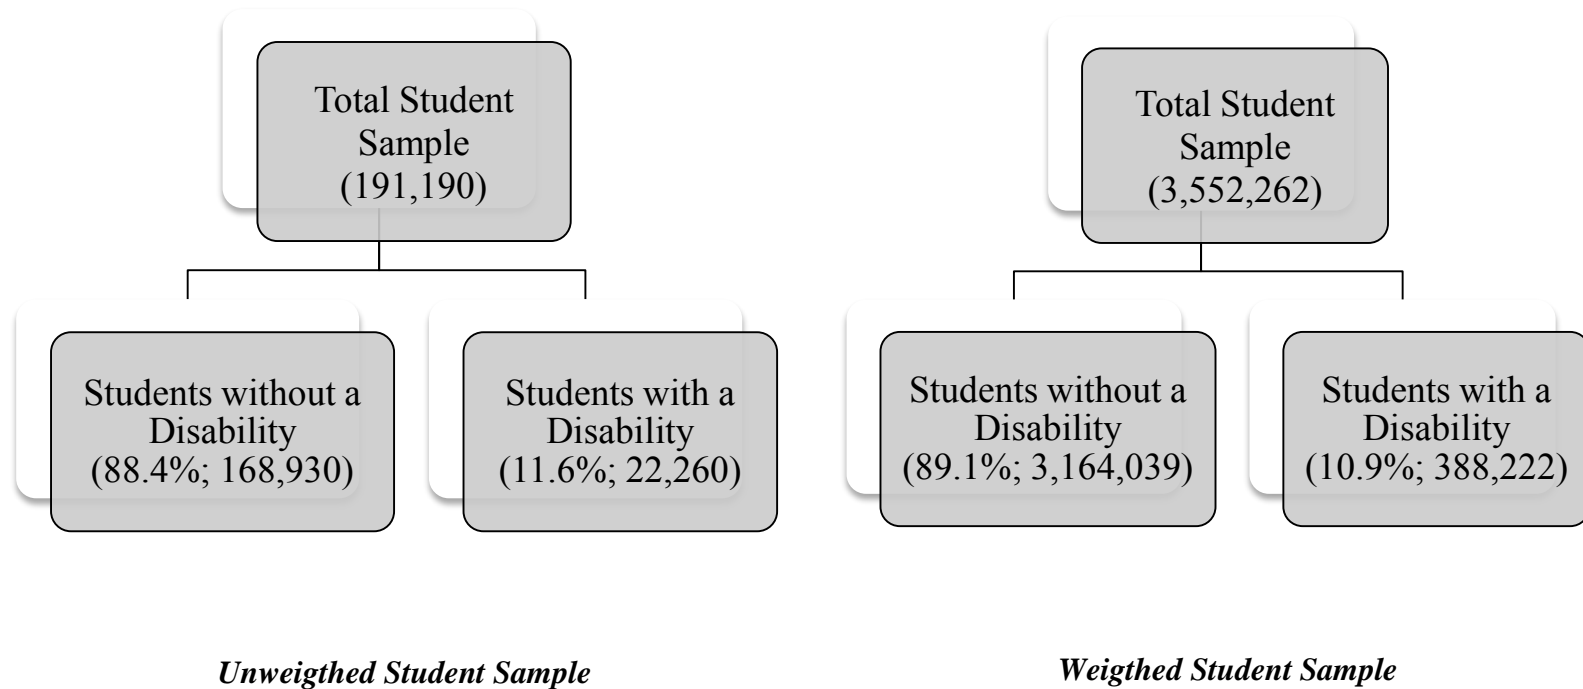 Total Student
Sample
(191,190)
Students without a
Disability
(88.4%; 168,930)
Students with a
Disability
(11.6%; 22,260)
Unweigthed Student Sample
Total Student
Sample
(3,552,262)
Students without a
Disability
(89.1%; 3,164,039)
Students with a
Disability
(10.9%; 388,222)
Weigthed Student Sample